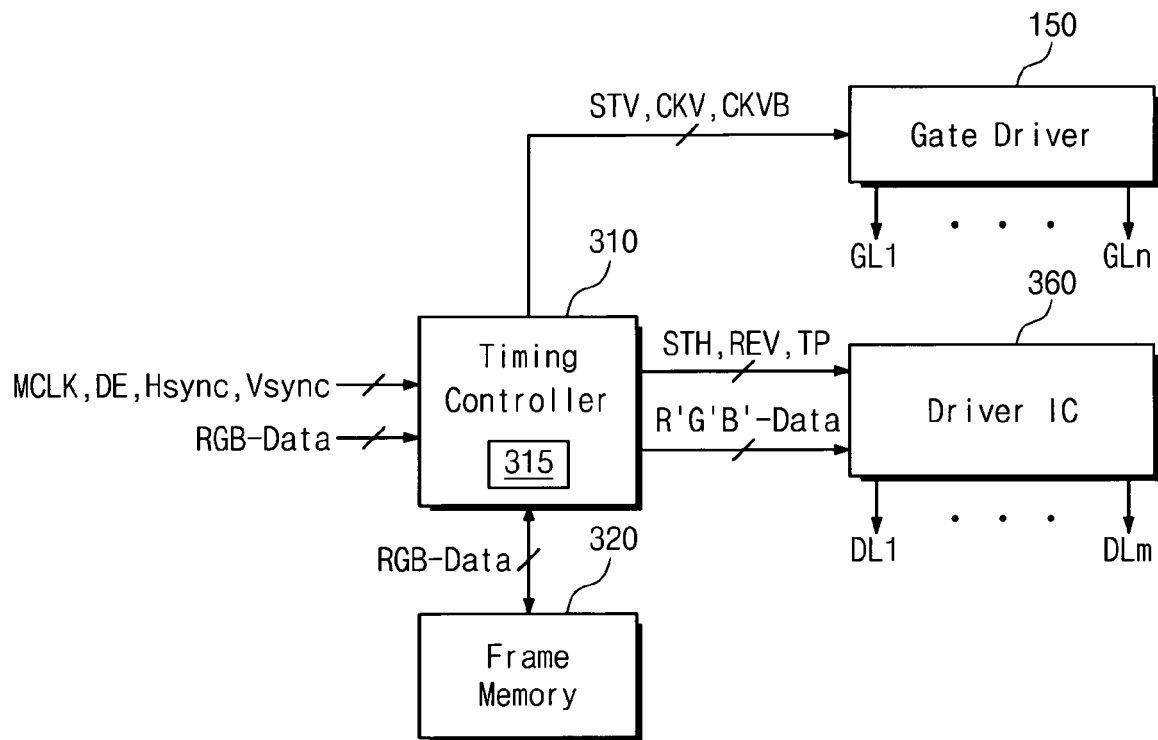 150
STV,CKV,CKVB
Gate Driver
GL1
GLn
310
360
Timing
Controller
STH,REV,TP
MCLK,DE,Hsync,Vsync
Driver IC
R'G'B'-Data
RGB-Data
315
DL1
DLm
320
RGB-Data
Frame
Memory